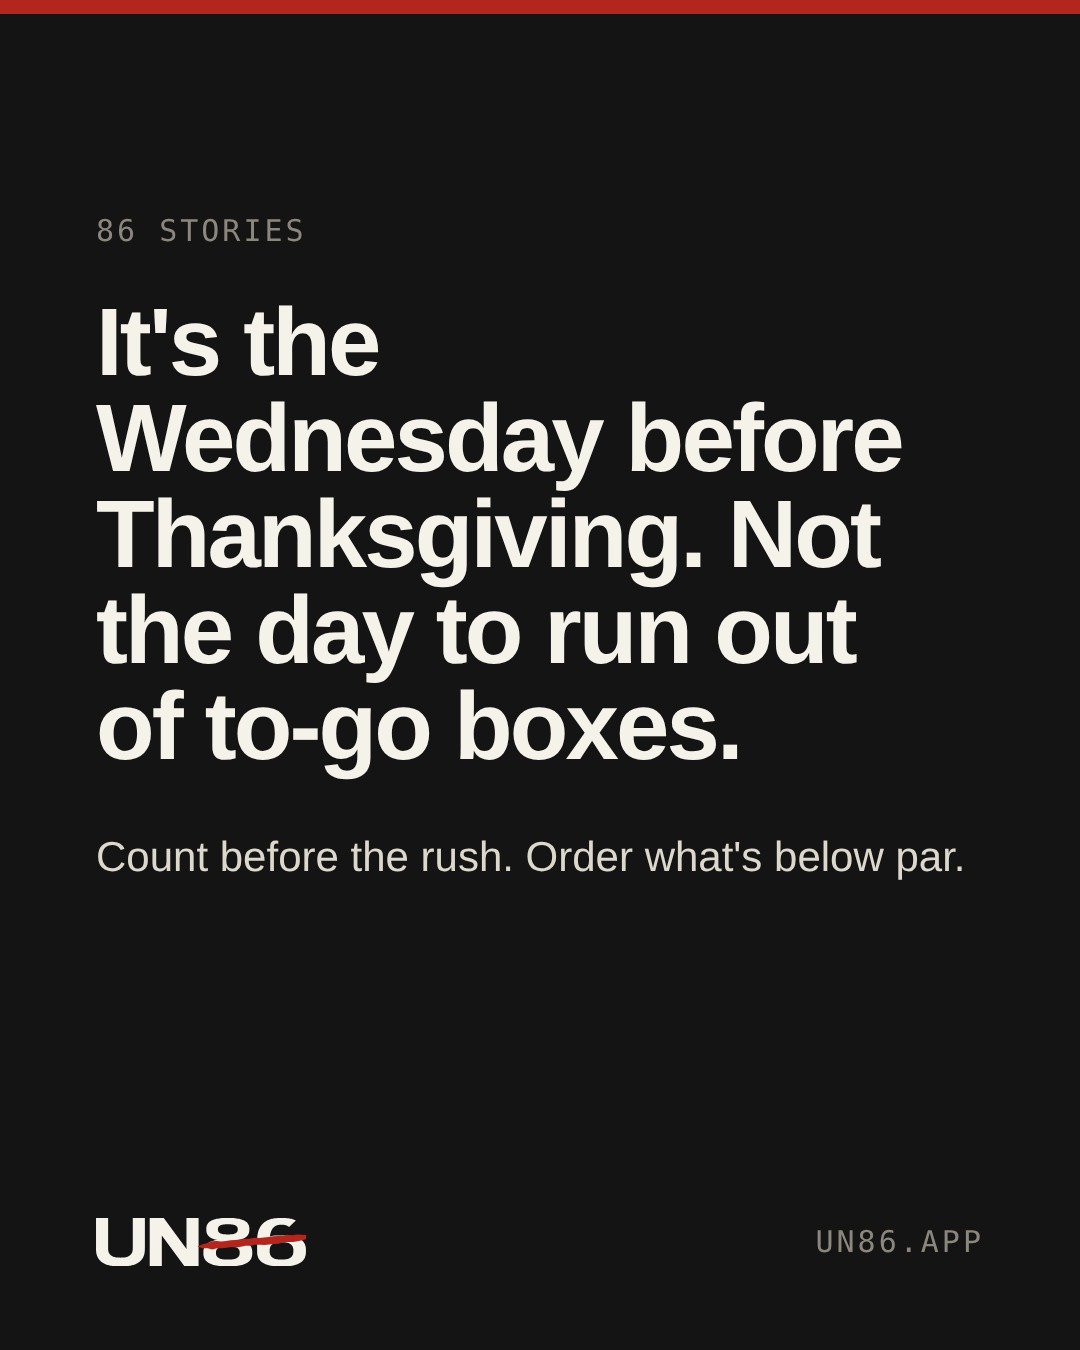 86 STORIES
It's the
Wednesday before
Thanksgiving. Not
the day to run out
of to-go boxes.
Count before the rush. Order what's below par.
UN86
UN86.APP